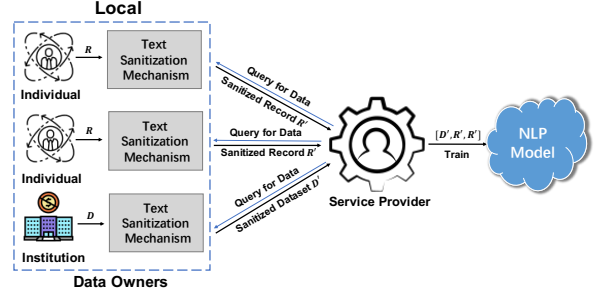 Local
R
Text
Sanitization
Mechanism
Individual
Query for Data
Sanitized Record R'
R
Text
Sanitization
Mechanism
Individual
Query for Data
Sanitized Record R'
D
Text
Sanitization
Mechanism
Institution
Query for Data
Sanitized Dataset D'
Data Owners
Service Provider
[D', R', R']
Train
NLP
Model